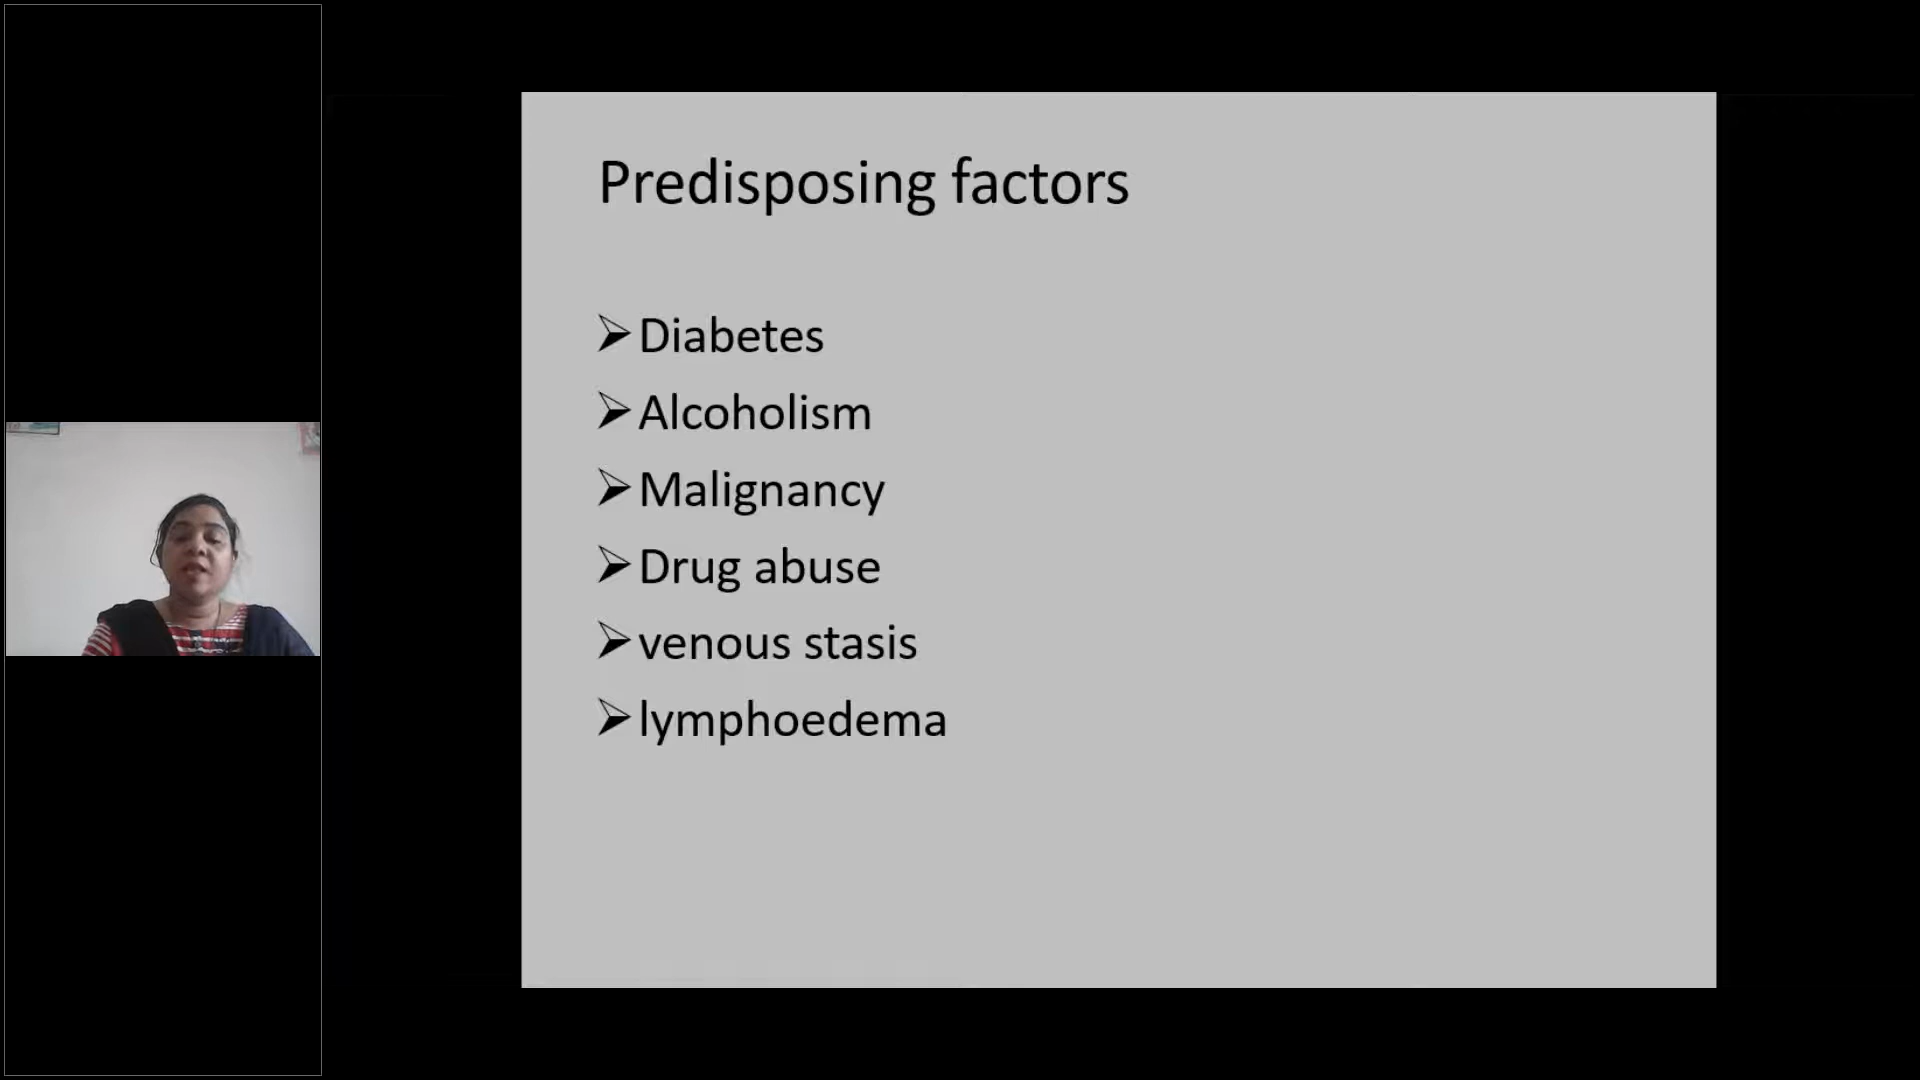 Predisposing factors
➢Diabetes
➢Alcoholism
➢Malignancy
➢Drug abuse
➢venous stasis
➢lymphoedema